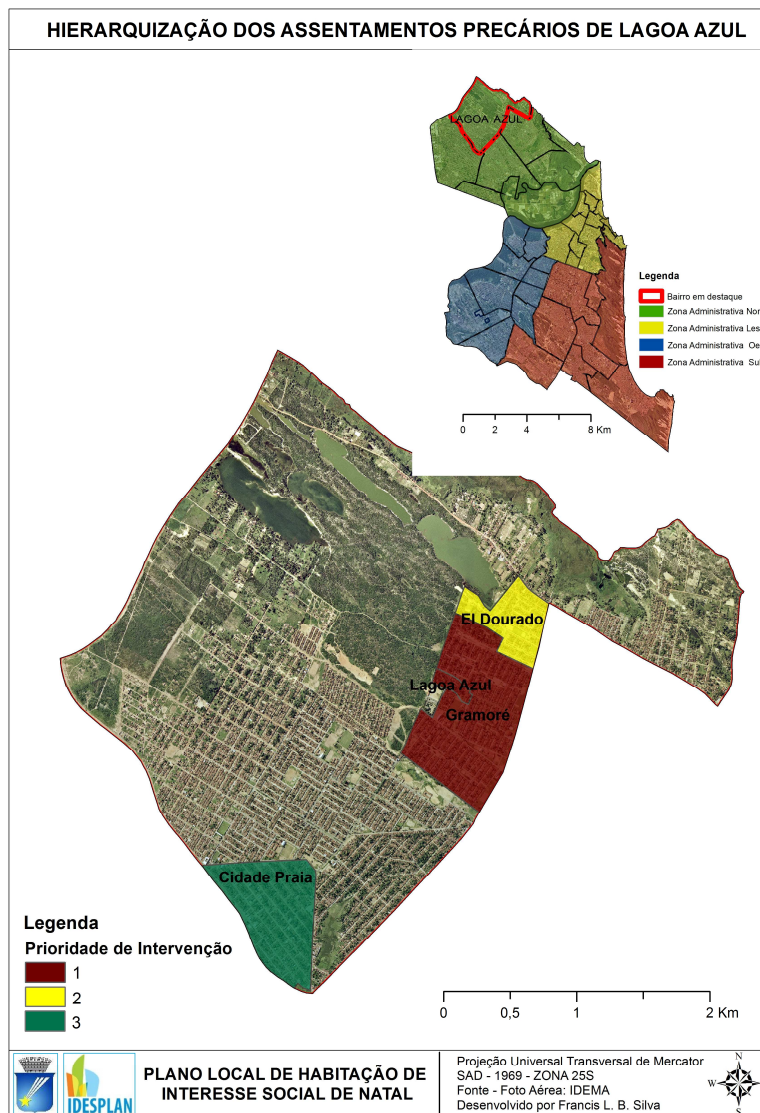 HIERARQUIZAÇÃO DOS ASSENTAMENTOS PRECÁRIOS DE LAGOA AZUL
LAGOA AZUL
Legenda
Bairro em destaque
Zona Administrativa Nor
Zona Administrativa Les
Zona Administrativa Oe
Zona Administrativa Sul
0 2 4 8 Km
El Dourado
Lagoa Azul
Gramoré
Cidade Praia
Legenda
Prioridade de Intervenção
1
2
3
0 0,5 1 2 Km
IDESPLAN
PLANO LOCAL DE HABITAÇÃO DE
INTERESSE SOCIAL DE NATAL
Projeção Universal Transversal de Mercator
SAD - 1969 - ZONA 25S
Fonte - Foto Aérea: IDEMA
Desenvolvido por Francis L. B. Silva
N
W E
S